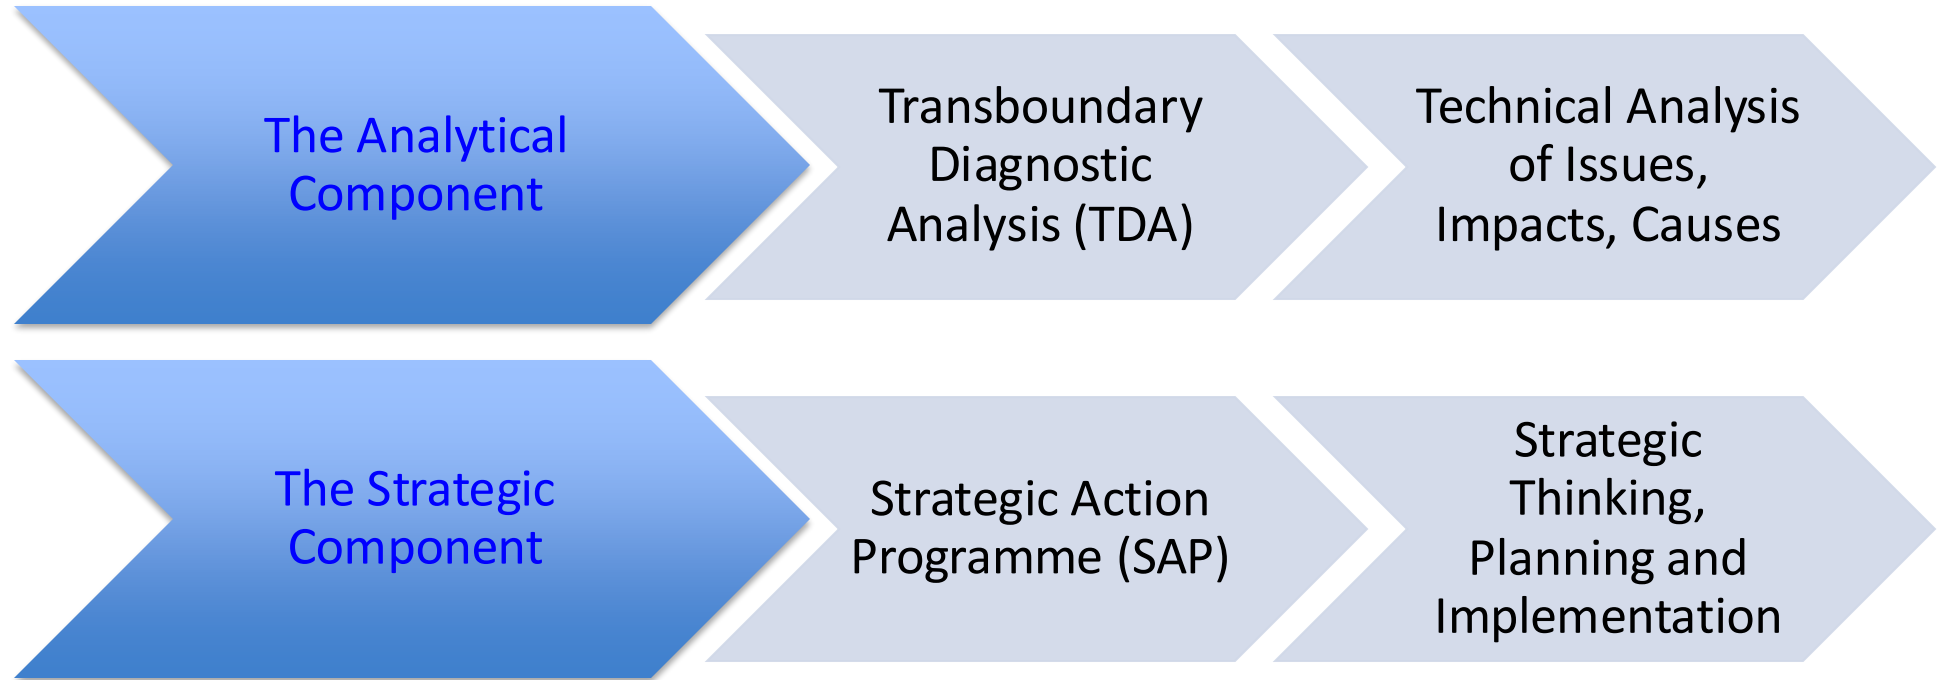 The Analytical
Component
Transboundary
Diagnostic
Analysis (TDA)
Technical Analysis
of Issues,
Impacts, Causes
The Strategic
Component
Strategic Action
Programme (SAP)
Strategic
Thinking,
Planning and
Implementation